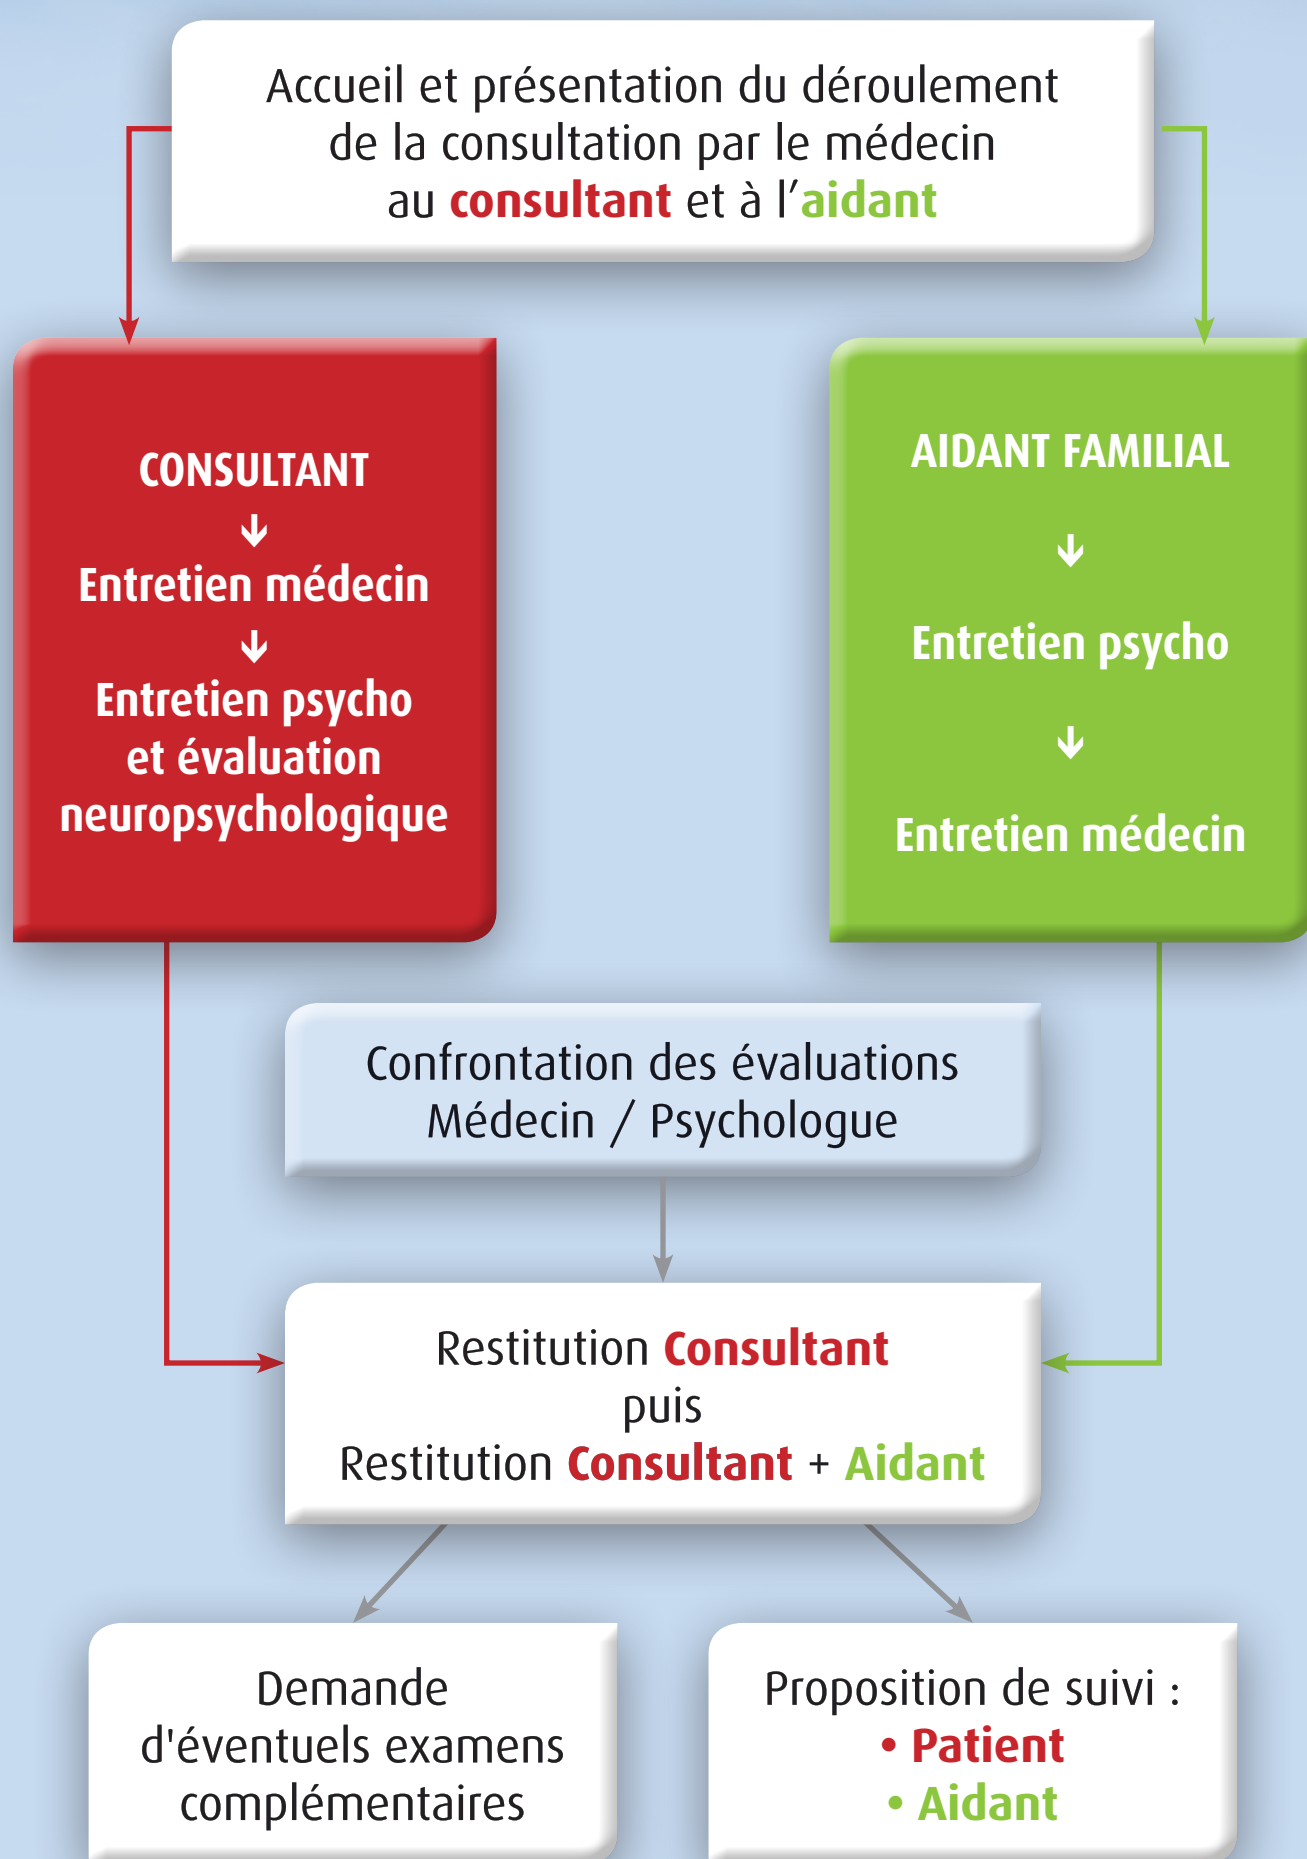 Accueil et présentation du déroulement
de la consultation par le médecin
au consultant et à l'aidant
CONSULTANT
Entretien médecin
Entretien psycho
et évaluation
neuropsychologique
AIDANT FAMILIAL
Entretien psycho
Entretien médecin
Confrontation des évaluations
Médecin / Psychologue
Restitution Consultant
puis
Restitution Consultant + Aidant
Demande
d'éventuels examens
complémentaires
Proposition de suivi :
• Patient
• Aidant